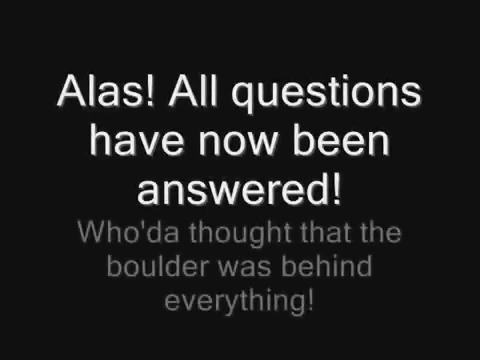 Alas! All questions
have now been
answered!
Who'da thought that the
boulder was behind
everything!